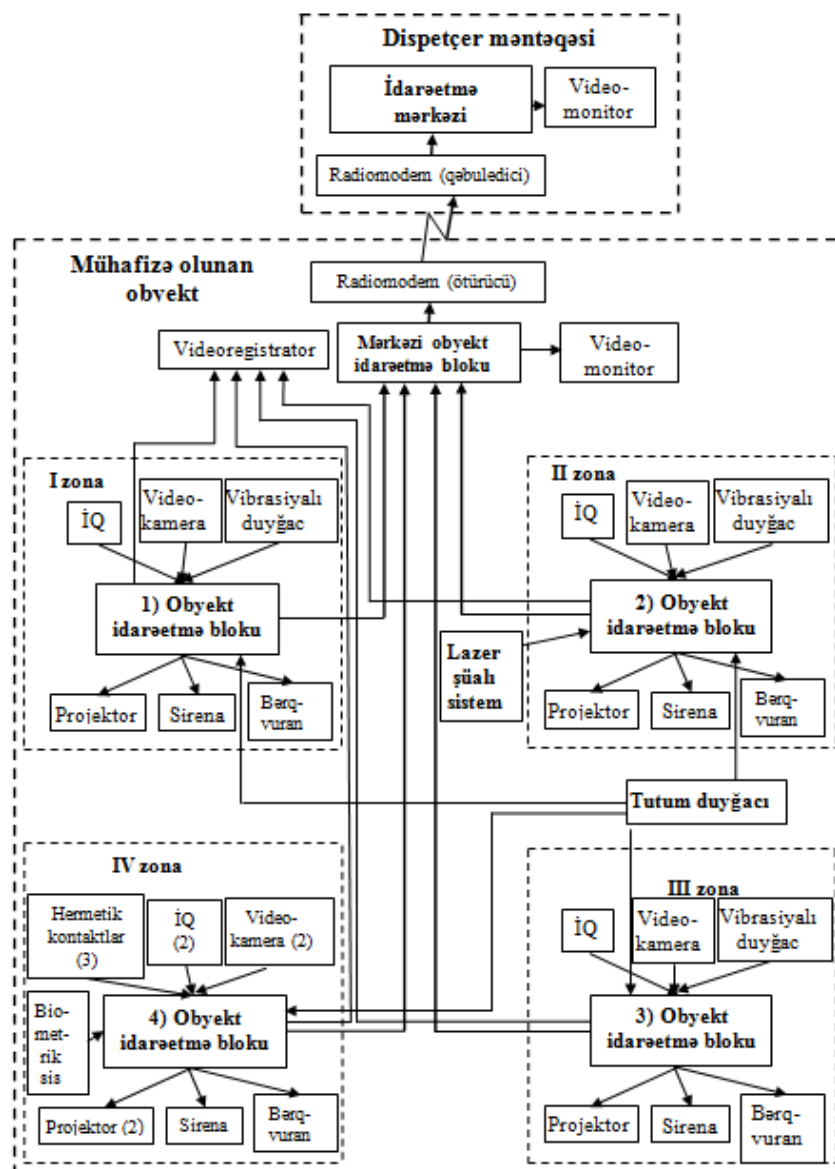 Dispetçer məntəqəsi
İdarəetmə
mərkəzi
Video-
monitor
Radiomodem (qəbuledici)
Mühafizə olunan
obyekt
Radiomodem (ötürücü)
Videoregistrator
Mərkəzi obyekt
idarəetmə bloku
Video-
monitor
I zona
İQ
Video-
kamera
Vibrasiyalı
duyğac
1) Obyekt
idarəetmə bloku
Projektor
Sirena
Bərq-
vuran
II zona
İQ
Video-
kamera
Vibrasiyalı
duyğac
2) Obyekt
idarəetmə bloku
Lazer
şüalı
sistem
Projektor
Sirena
Bərq-
vuran
Tutum duyğacı
IV zona
Hermetik
kontaktlar
(3)
İQ
(2)
Video-
kamera (2)
Bio-
metr-
rik
sis
4) Obyekt
idarəetmə bloku
Projektor (2)
Sirena
Bərq-
vuran
III zona
İQ
Video-
kamera
Vibrasiyalı
duyğac
3) Obyekt
idarəetmə bloku
Projektor
Sirena
Bərq-
vuran